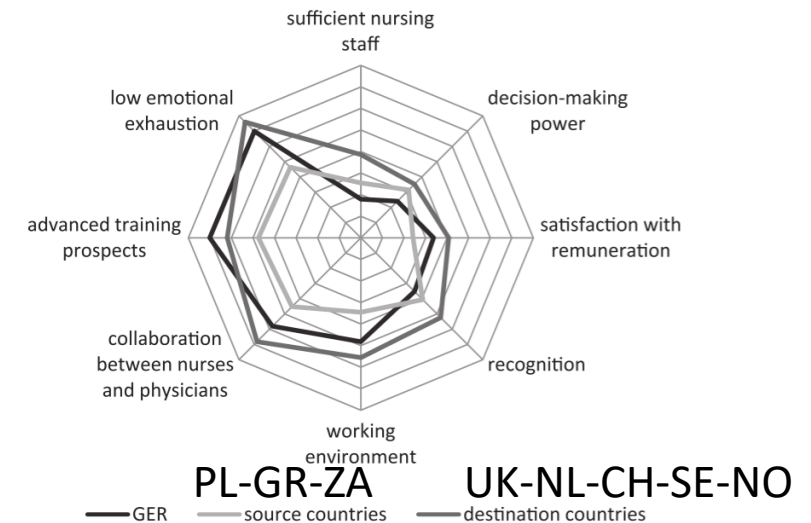 sufficient nursing
staff
low emotional
exhaustion
decision-making
power
advanced training
prospects
satisfaction with
remuneration
collaboration
between nurses
and physicians
recognition
working
environment
PL-GR-ZA UK-NL-CH-SE-NO
GER source countries destination countries